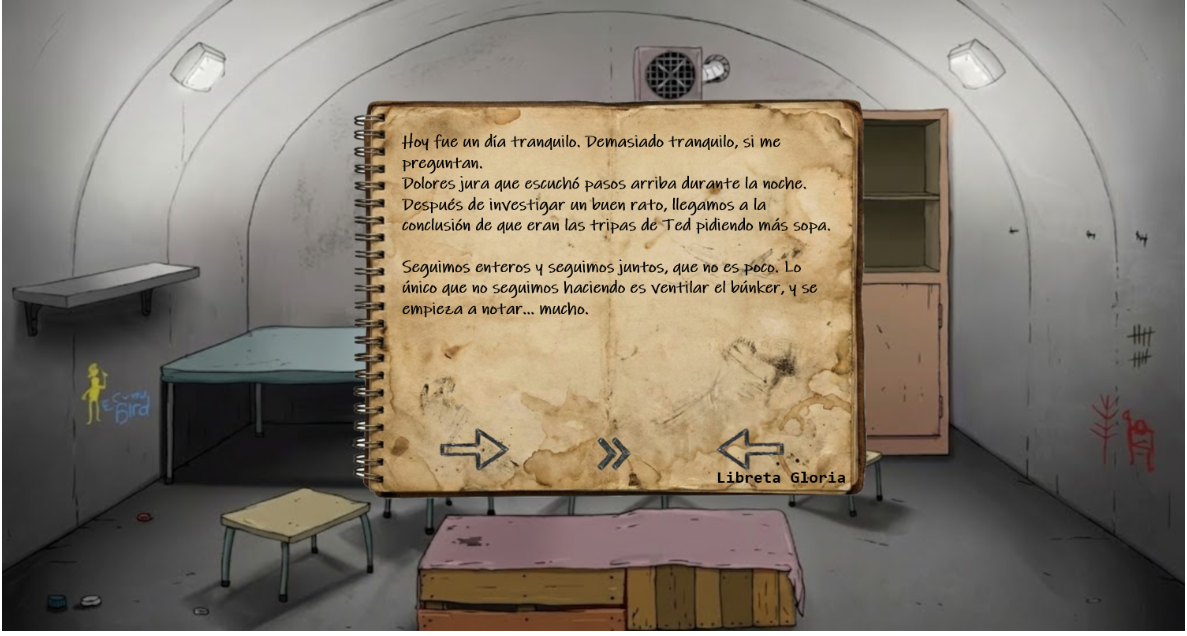 Hoy fue un día tranquilo. Demasiado tranquilo, si me
preguntan.
Dolores jura que escuchó pasos arriba durante la noche.
Después de investigar un buen rato, llegamos a la
conclusión de que eran las tripas de Ted pidiendo más sopa.
Seguimos enteros y seguimos juntos, que no es poco. Lo
único que no seguimos haciendo es ventilar el búnker, y se
empieza a notar... mucho.
Libreta Gloria